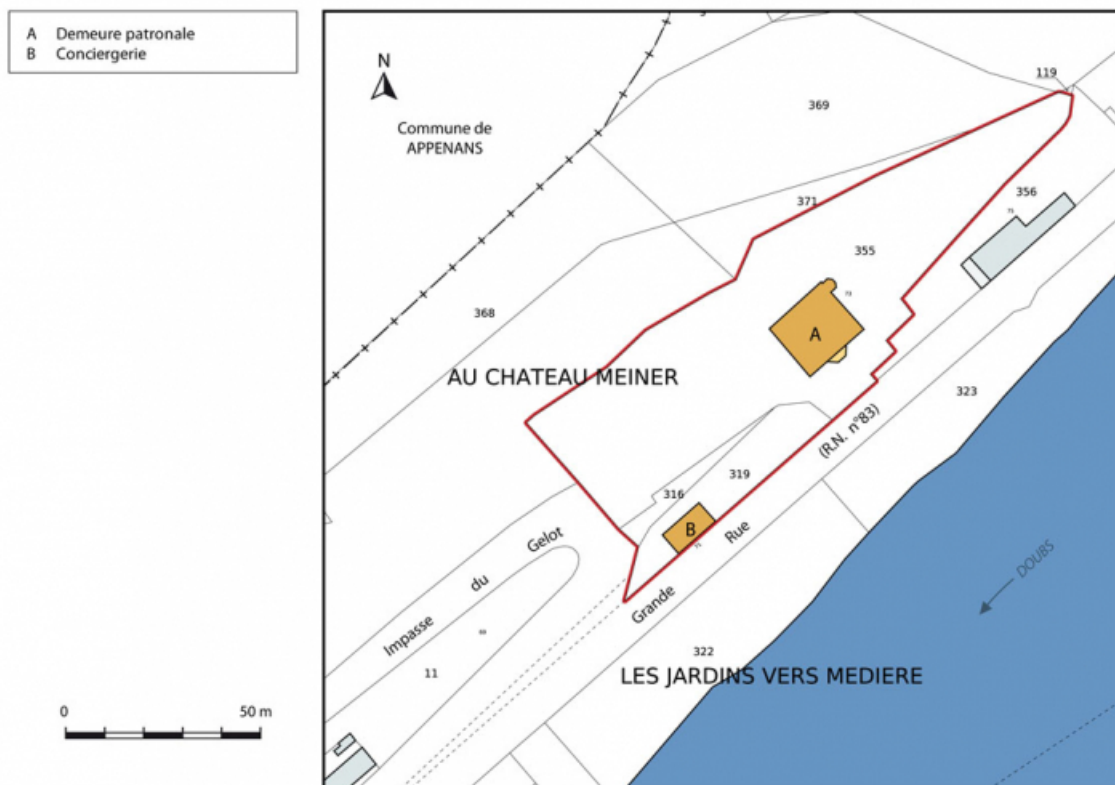 A Demeure patronale
B Conciergerie
N
Commune de
APPENANS
119
369
356
371
355
368
A
AU CHATEAU MEINER
323
(R.N. n°83)
319
316
B
Rue
Grande
Impasse du Gelot
DOUBS
322
11
LES JARDINS VERS MEDIERE
0 50 m